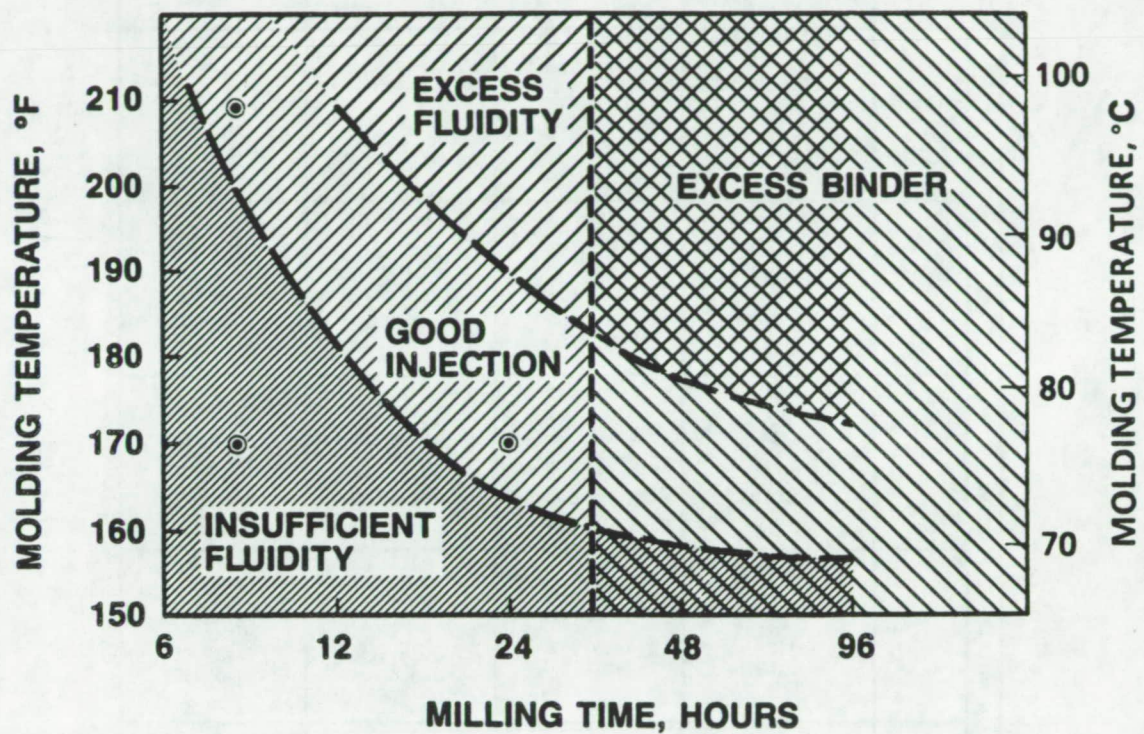 MOLDING TEMPERATURE, °F
210
200
190
180
170
160
150
EXCESS
FLUIDITY
EXCESS BINDER
GOOD
INJECTION
INSUFFICIENT
FLUIDITY
100
90
80
70
MOLDING TEMPERATURE, °C
6 12 24 48 96
MILLING TIME, HOURS